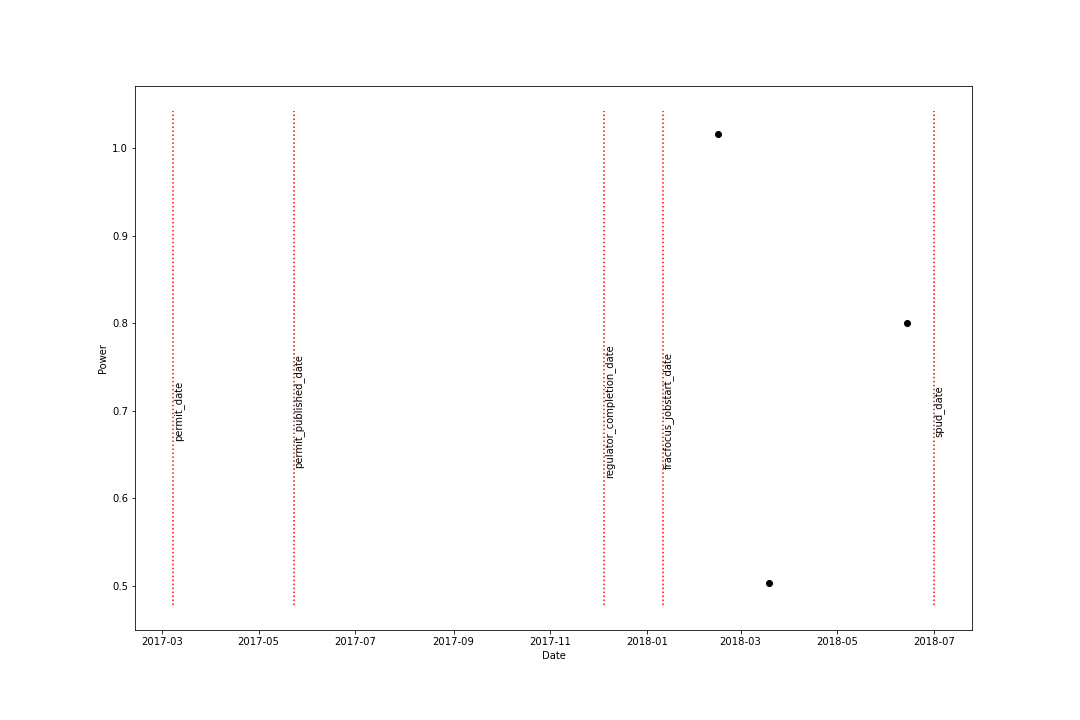 1.0
0.9
0.8
0.7
0.6
0.5
Power
permit_date
permit_published_date
regulator_completion_date
fracfocus_jobstart_date
spud_date
2017-03 2017-05 2017-07 2017-09 2017-11 2018-01 2018-03 2018-05 2018-07
Date